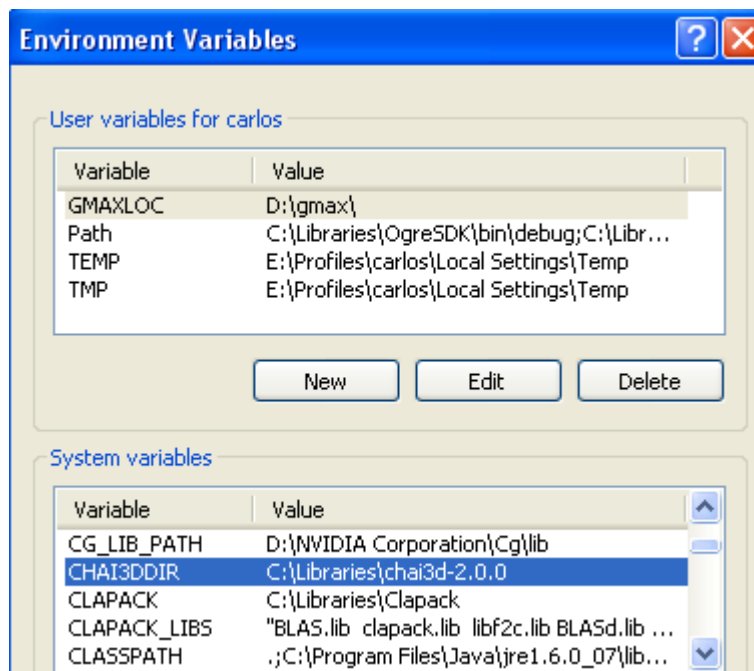 Environment Variables
User variables for carlos
Variable Value
GMAXLOC D:\gmax\
Path C:\Libraries\OgreSDK\bin\debug;C:\Libr...
TEMP E:\Profiles\carlos\Local Settings\Temp
TMP E:\Profiles\carlos\Local Settings\Temp
New Edit Delete
System variables
Variable Value
CG_LIB_PATH D:\NVIDIA Corporation\Cg\lib
CHAI3DDIR C:\Libraries\chai3d-2.0.0
CLAPACK C:\Libraries\Clapack
CLAPACK_LIBS "BLAS.lib clapack.lib libf2c.lib BLASd.lib ...
CLASSPATH .;C:\Program Files\Java\jre1.6.0_07\lib...